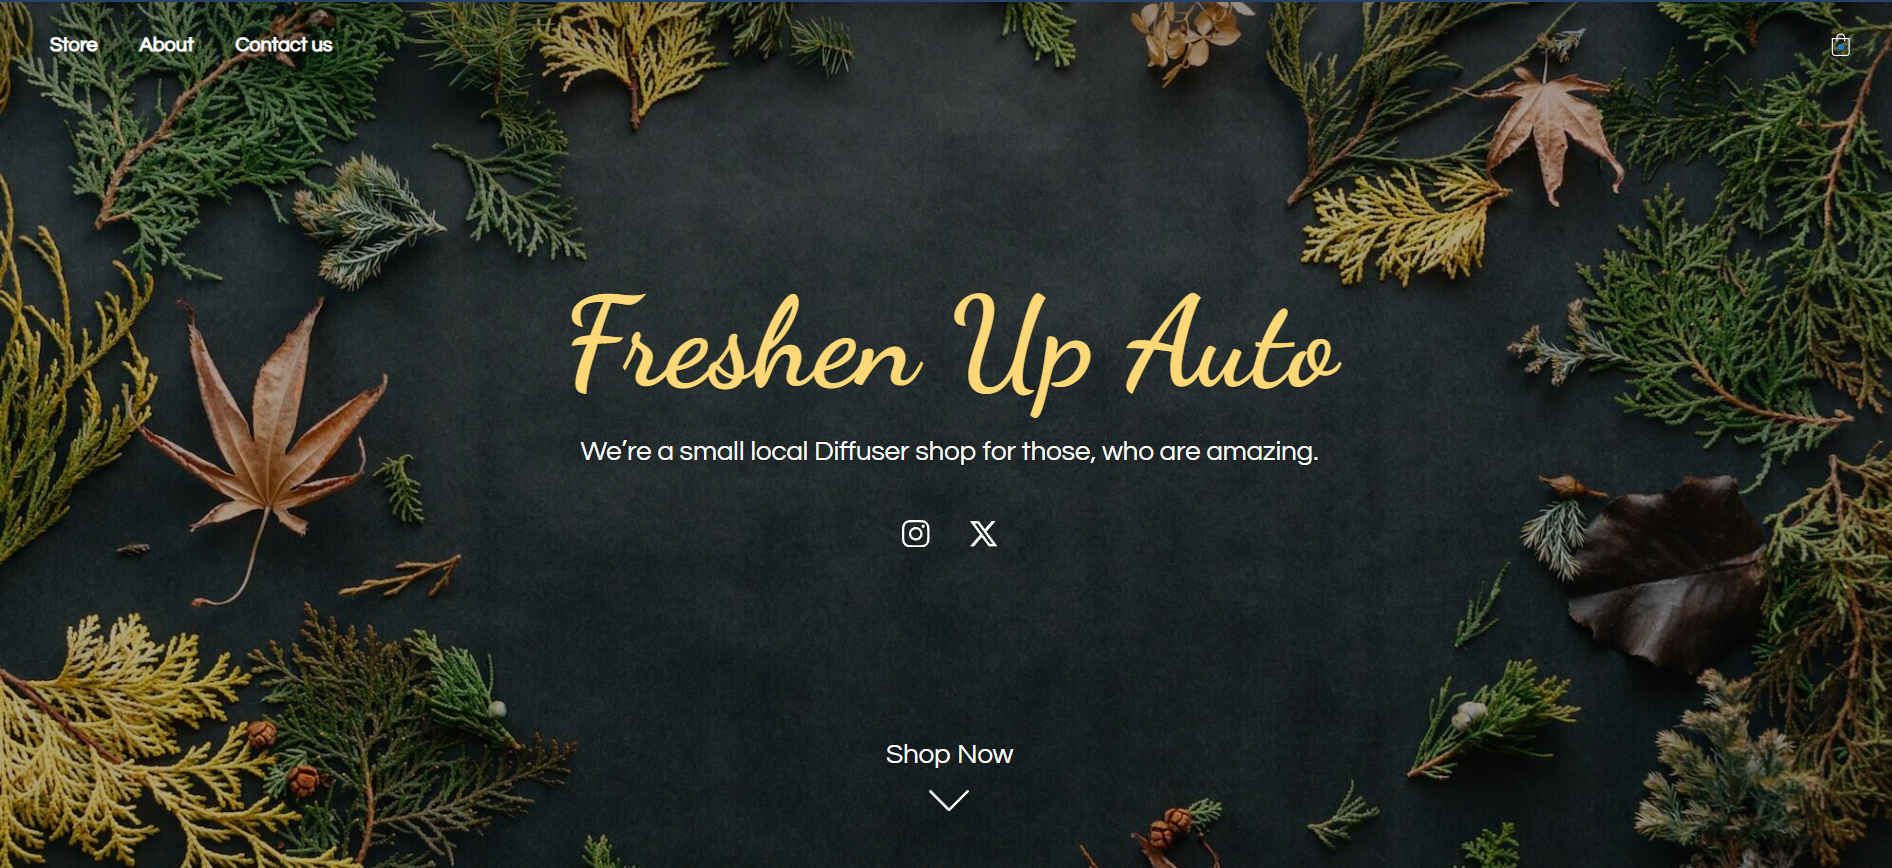 Store About Contact us
Freshen Up Auto
We’re a small local Diffuser shop for those, who are amazing.
Shop Now